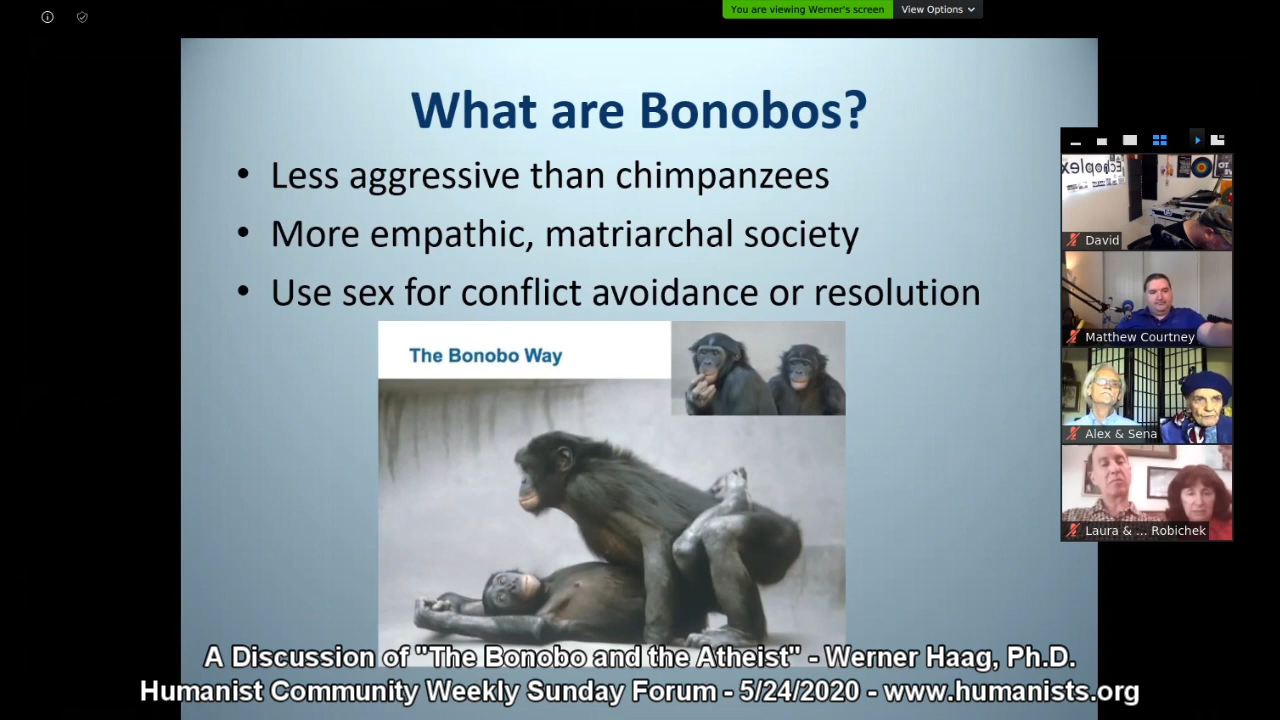 You are viewing Werner's screen
View Options
What are Bonobos?
• Less aggressive than chimpanzees
• More empathic, matriarchal society
• Use sex for conflict avoidance or resolution
The Bonobo Way
David
Matthew Courtney
Alex & Sena
Laura & ... Robichek
A Discussion of "The Bonobo and the Atheist" - Werner Haag, Ph.D.
Humanist Community Weekly Sunday Forum - 5/24/2020 - www.humanists.org